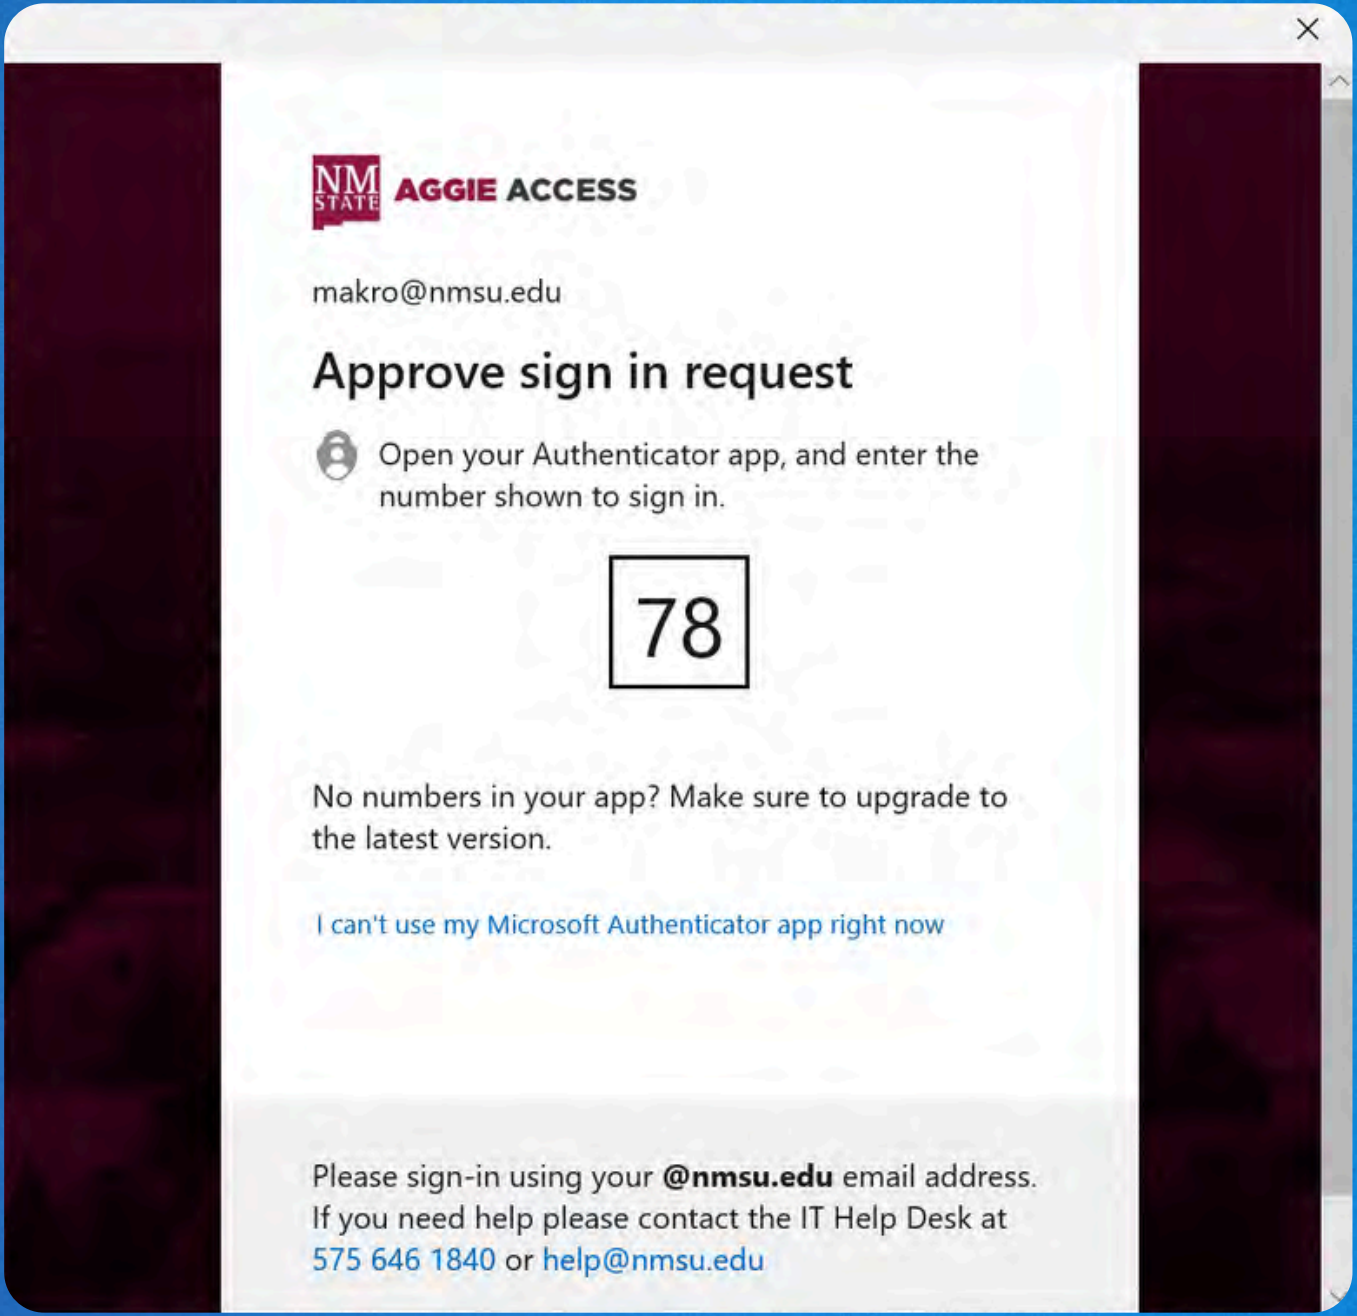 NM
STATE
AGGIE ACCESS
makro@nmsu.edu
Approve sign in request
Open your Authenticator app, and enter the
number shown to sign in.
78
No numbers in your app? Make sure to upgrade to
the latest version.
I can't use my Microsoft Authenticator app right now
Please sign-in using your @nmsu.edu email address.
If you need help please contact the IT Help Desk at
575 646 1840 or help@nmsu.edu